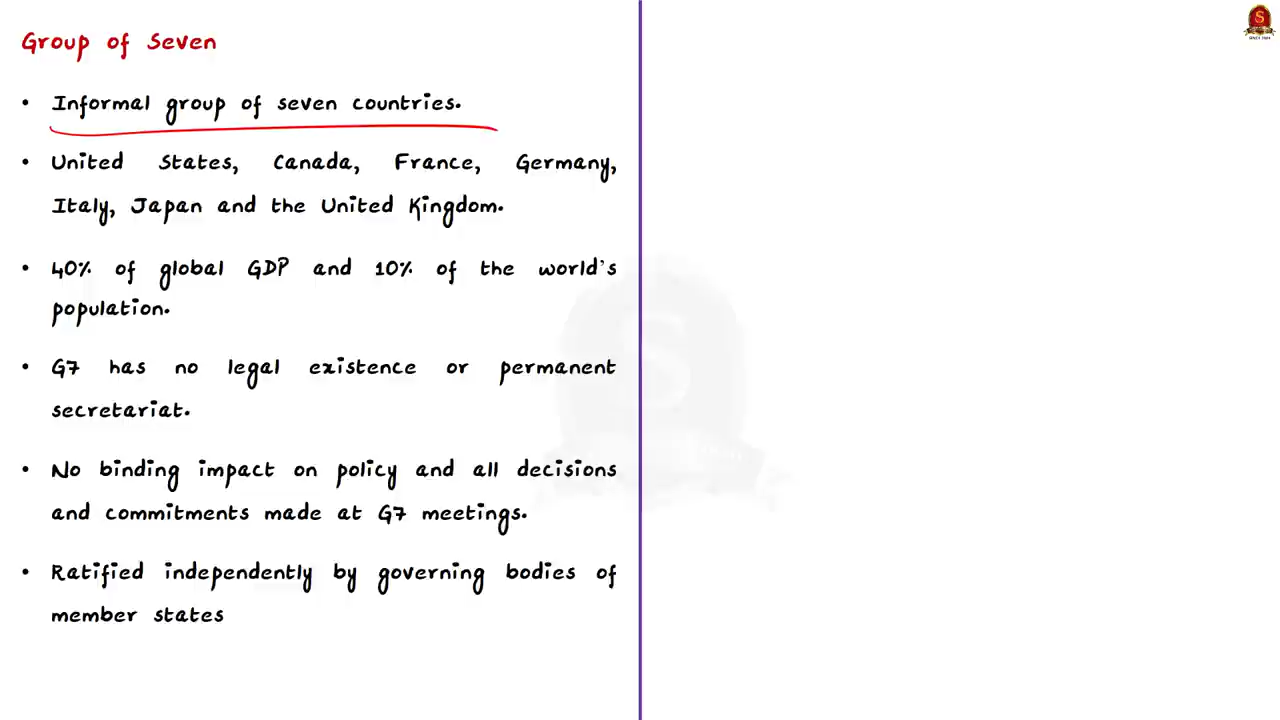 Group of Seven
• Informal group of seven countries.
• United States, Canada, France, Germany,
Italy, Japan and the United Kingdom.
• 40% of global GDP and 10% of the world's
population.
• G7 has no legal existence or permanent
secretariat.
• No binding impact on policy and all decisions
and commitments made at G7 meetings.
• Ratified independently by governing bodies of
member states
S